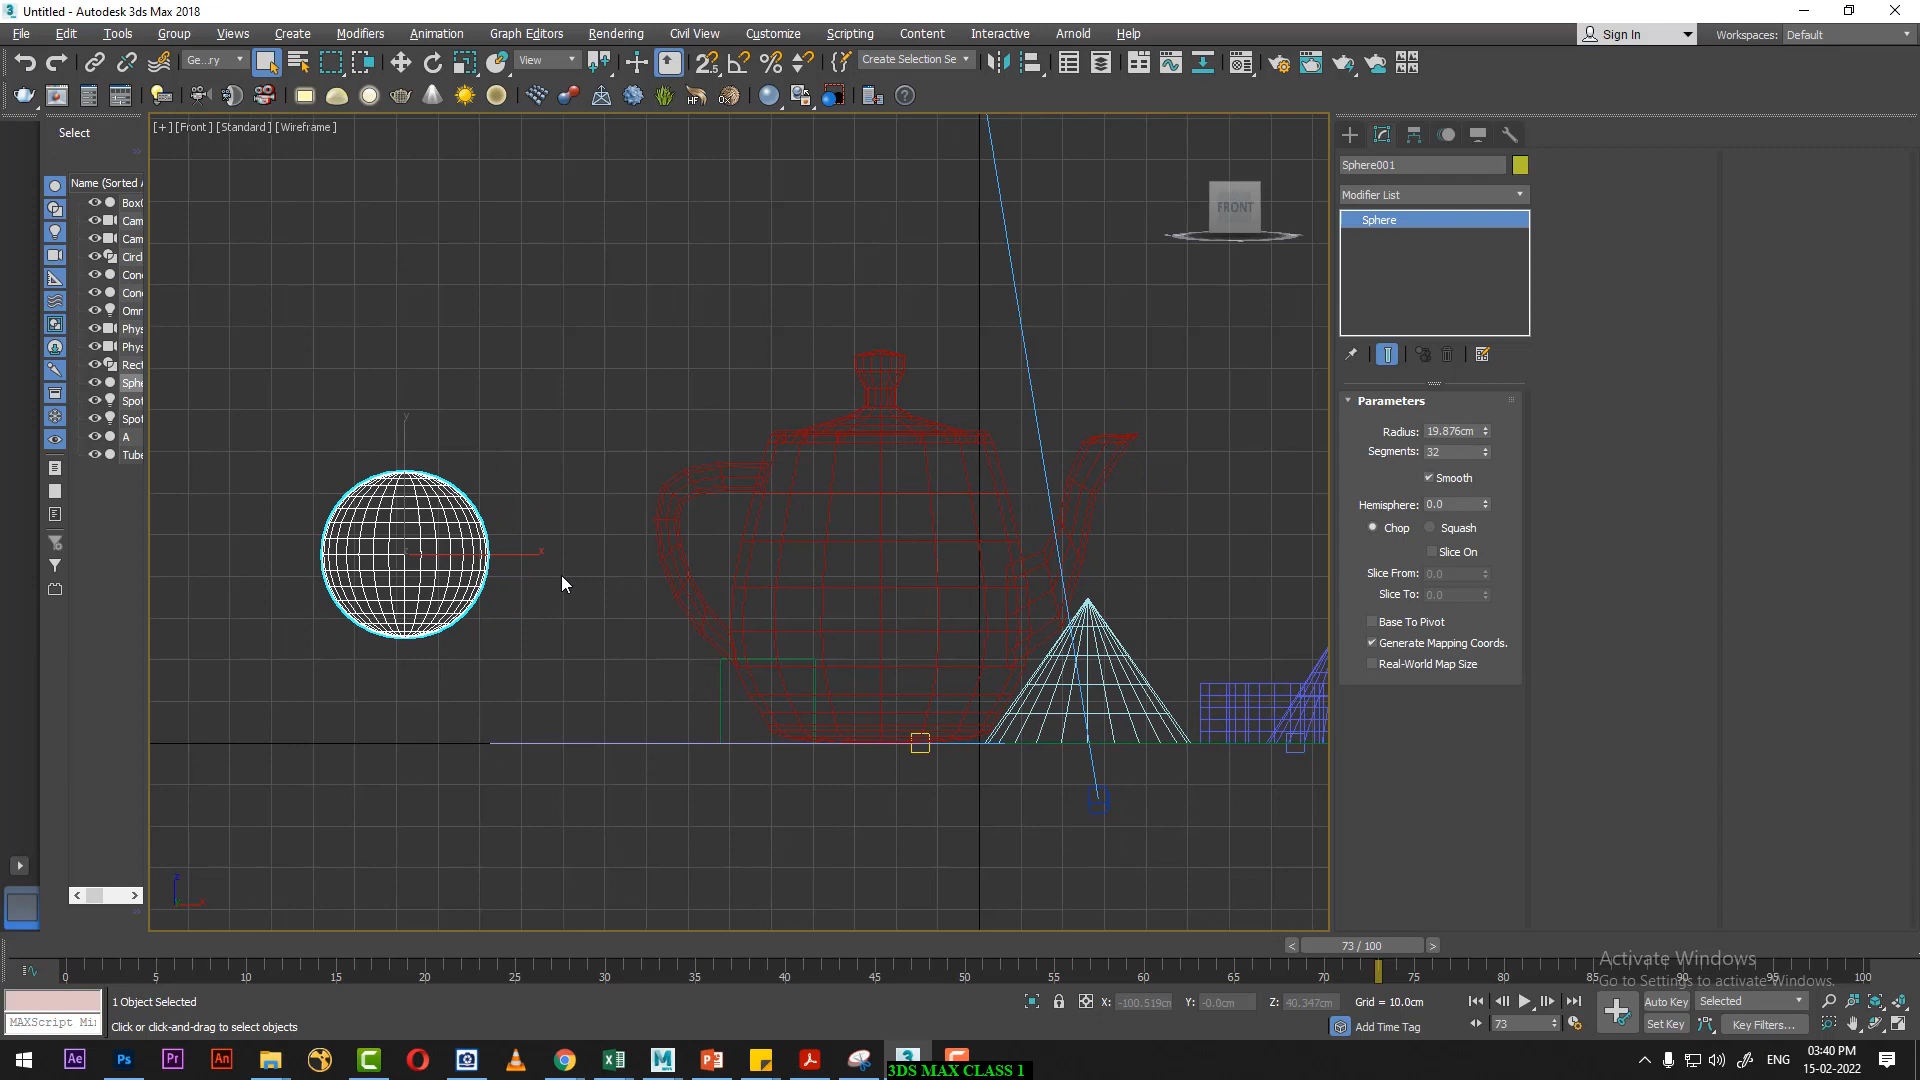 Untitled - Autodesk 3ds Max 2018
File Edit Tools Group Views Create Modifiers Animation Graph Editors Rendering Civil View Customize Scripting Content Interactive Arnold Help
Sign In Workspaces: Default
Ge...ry View Create Selection Se
Select
[+] [Front] [Standard] [Wireframe]
Name (Sorted A
Box0
Cam
Cam
Circl
Cone
Cone
Omn
Phys
Phys
Rect
Sphe
Spot
Spot
A
Tube
FRONT
y
x
z
x
Sphere001
Modifier List
Sphere
Parameters
Radius: 19.876cm
Segments: 32
Smooth
Hemisphere: 0.0
Chop Squash
Slice On
Slice From: 0.0
Slice To: 0.0
Base To Pivot
Generate Mapping Coords.
Real-World Map Size
< 73 / 100 >
0 5 10 15 20 25 30 35 40 45 50 55 60 65 70 75 80 85 90 95 100
Activate Windows
Go to Settings to activate Windows.
1 Object Selected
X: -100.519cm Y: -0.0cm Z: 40.347cm Grid = 10.0cm
Auto Key Selected
MAXScript Mi
Click or click-and-drag to select objects
Add Time Tag
73
Set Key Key Filters...
Ae Ps Pr An
3
3DS MAX CLASS 1
ENG
03:40 PM
15-02-2022